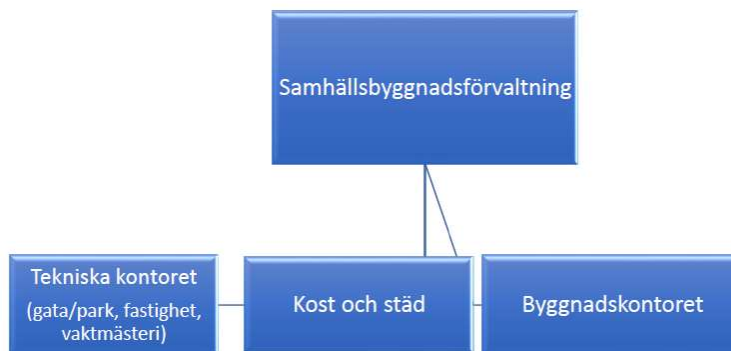 Samhällsbyggnadsförvaltning
Tekniska kontoret
(gata/park, fastighet,
vaktmästeri)
Kost och städ
Byggnadskontoret